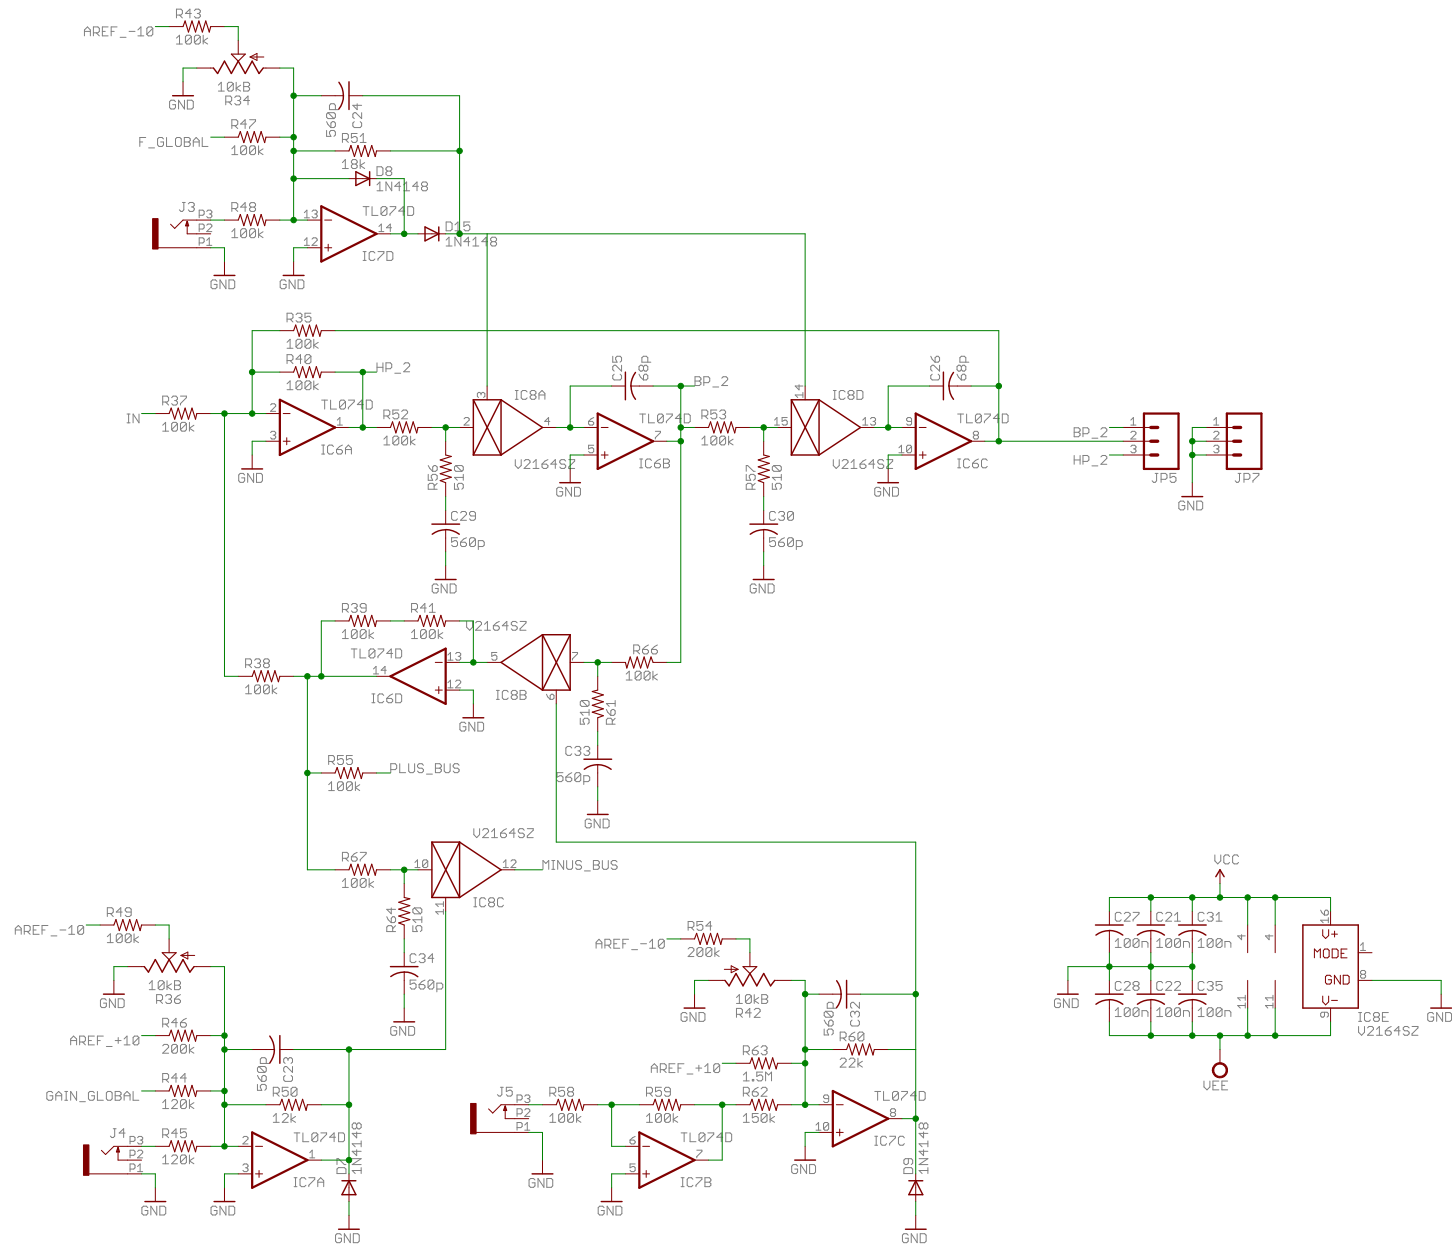 R43
AREF_-10
100k
10kB
R34
GND
560p
C24
R47
F_GLOBAL
100k
R51
18k
D8
1N4148
J3
P3
P2
P1
R48
100k
13
12
14
TL074D
IC7D
D15
1N4148
GND
GND
R35
100k
R40
100k
HP_2
R37
IN
100k
2
3
1
TL074D
IC6A
GND
R52
100k
R56
510
C29
560p
GND
3
2
4
IC8A
V2164SZ
C25
68p
BP_2
6
5
7
TL074D
IC6B
GND
R53
100k
R57
510
C30
560p
GND
14
15
13
IC8D
V2164SZ
C26
68p
9
10
8
TL074D
IC6C
GND
BP_2
HP_2
1
2
3
JP5
1
2
3
JP7
GND
R39
100k
R41
100k
V2164SZ
TL074D
14
13
12
IC6D
GND
5
7
6
IC8B
R66
100k
510
R61
C33
560p
GND
R38
100k
R55
100k
PLUS_BUS
V2164SZ
R67
100k
10
12
11
MINUS_BUS
IC8C
R64
510
C34
560p
GND
R49
AREF_-10
100k
10kB
R36
GND
R46
AREF_+10
200k
560p
C23
R44
GAIN_GLOBAL
120k
R50
12k
J4
P3
P2
P1
R45
120k
2
3
1
TL074D
IC7A
D7
1N4148
GND
GND
GND
R54
AREF_-10
200k
10kB
R42
GND
560p
C32
R60
22k
R63
AREF_+10
1.5M
J5
P3
P2
P1
R58
100k
R59
100k
R62
150k
6
5
7
TL074D
IC7B
GND
GND
9
10
8
TL074D
IC7C
GND
D9
1N4148
GND
VCC
C27
100n
C21
100n
C31
100n
4
4
16
V+
MODE
1
GND
8
V-
9
GND
C28
100n
C22
100n
C35
100n
11
11
IC8E
V2164SZ
GND
VEE